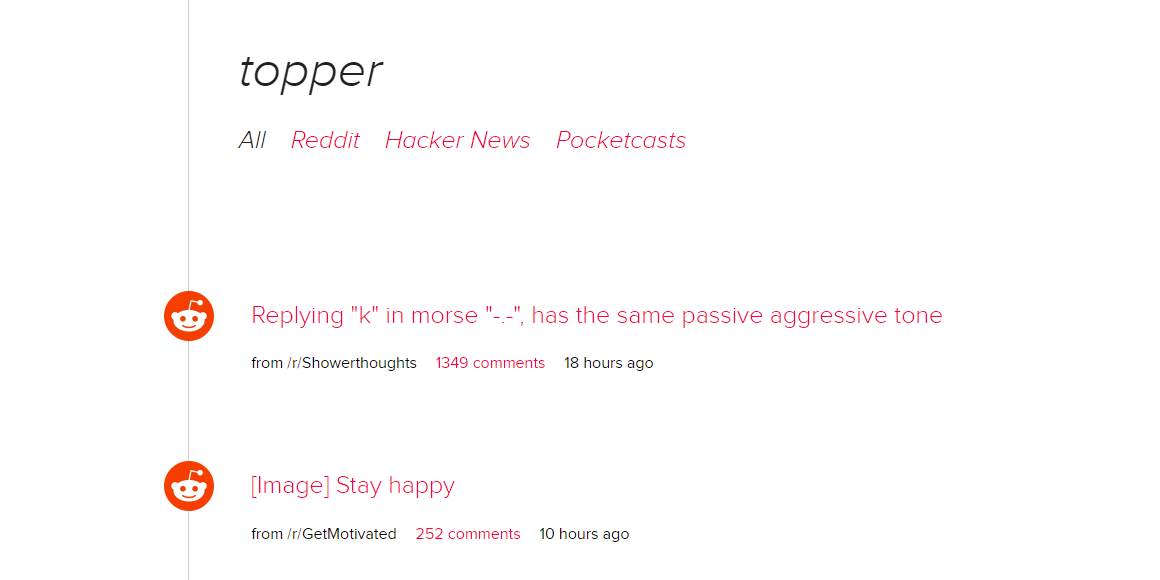 topper
All Reddit Hacker News Pocketcasts
Replying "k" in morse "-.-", has the same passive aggressive tone
from /r/Showerthoughts 1349 comments 18 hours ago
[Image] Stay happy
from /r/GetMotivated 252 comments 10 hours ago